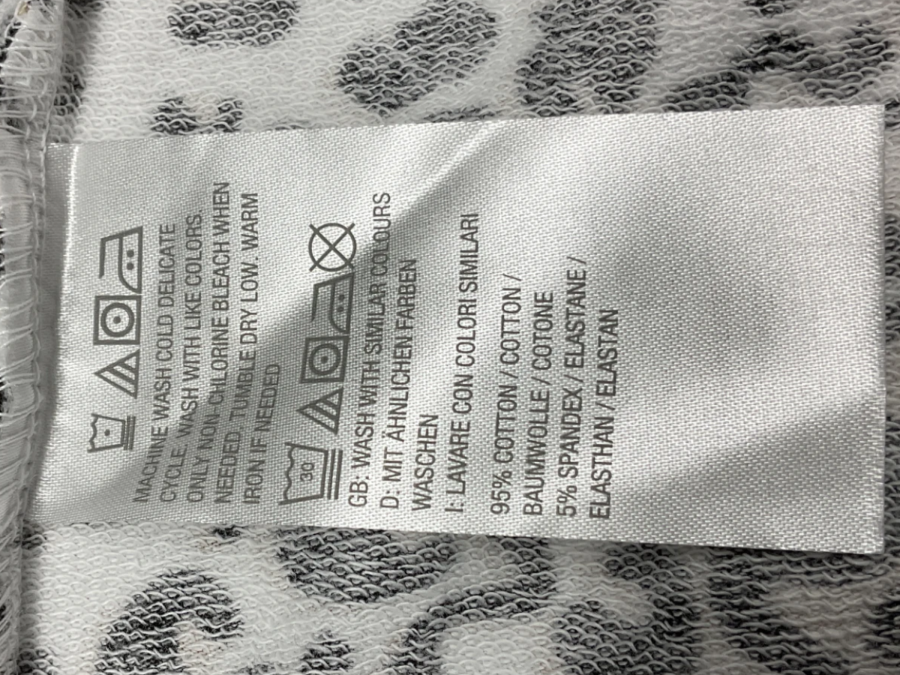 MACHINE WASH COLD DELICATE
CYCLE. WASH WITH LIKE COLORS.
ONLY NON-CHLORINE BLEACH WHEN
NEEDED. TUMBLE DRY LOW. WARM
IRON IF NEEDED
30
GB: WASH WITH SIMILAR COLOURS
D: MIT ÄHNLICHEN FARBEN
WASCHEN
I: LAVARE CON COLORI SIMILARI
95% COTTON / COTTON /
BAUMWOLLE / COTONE
5% SPANDEX / ELASTANE /
ELASTHAN / ELASTAN